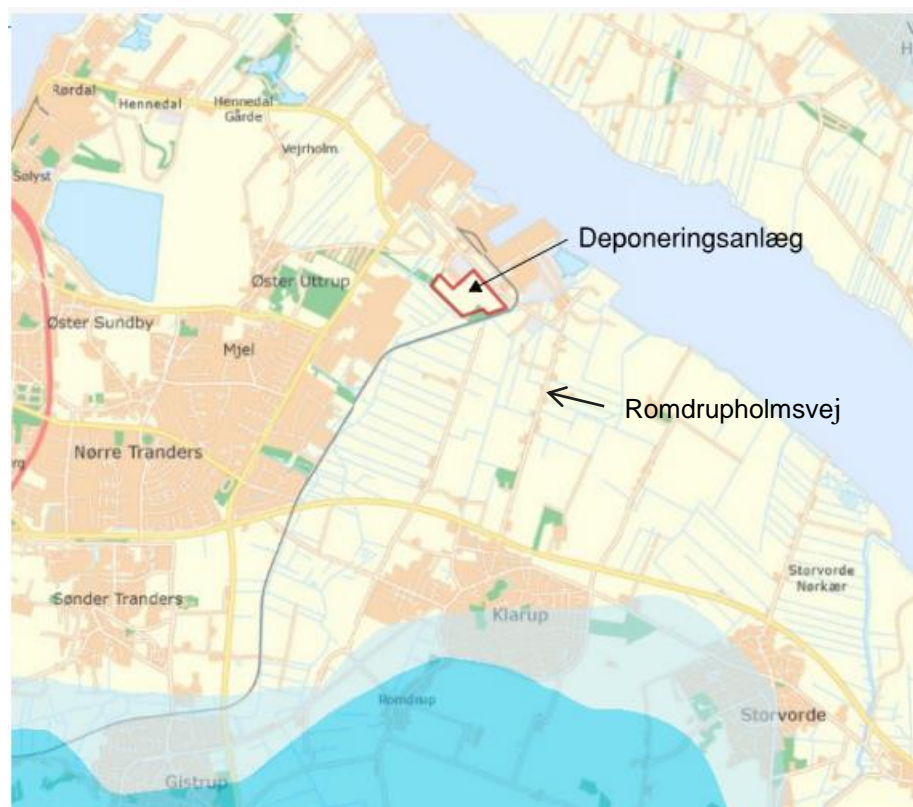 Rørdal
Hennedal
Hennedal
Gårde
Vejrholm
Sølyst
Deponeringsanlæg
Øster Uttrup
Øster Sundby
Mjel
Romdrupholmsvej
Nørre Tranders
Storvorde
Nørkær
Sønder Tranders
Klarup
Romdrup
Storvorde
Gistrup